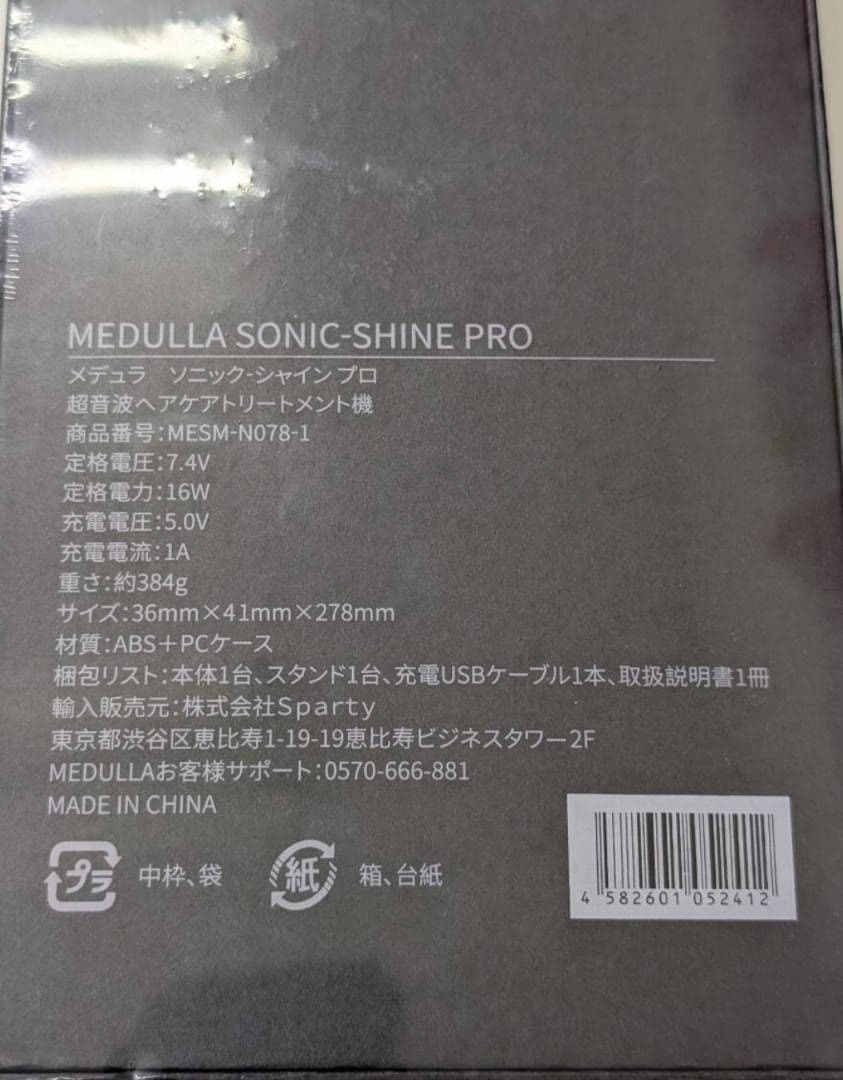 MEDULLA SONIC-SHINE PRO
メデュラ　ソニック-シャイン プロ
超音波ヘアケアトリートメント機
商品番号：MESM-N078-1
定格電圧：7.4V
定格電力：16W
充電電圧：5.0V
充電電流：1A
重さ：約384g
サイズ：36mm×41mm×278mm
材質：ABS＋PCケース
梱包リスト：本体1台、スタンド1台、充電USBケーブル1本、取扱説明書1冊
輸入販売元：株式会社Ｓｐａｒｔｙ
東京都渋谷区恵比寿1-19-19恵比寿ビジネスタワー2F
MEDULLAお客様サポート：0570-666-881
MADE IN CHINA
プラ 中枠、袋 紙 箱、台紙
4 582601 052412